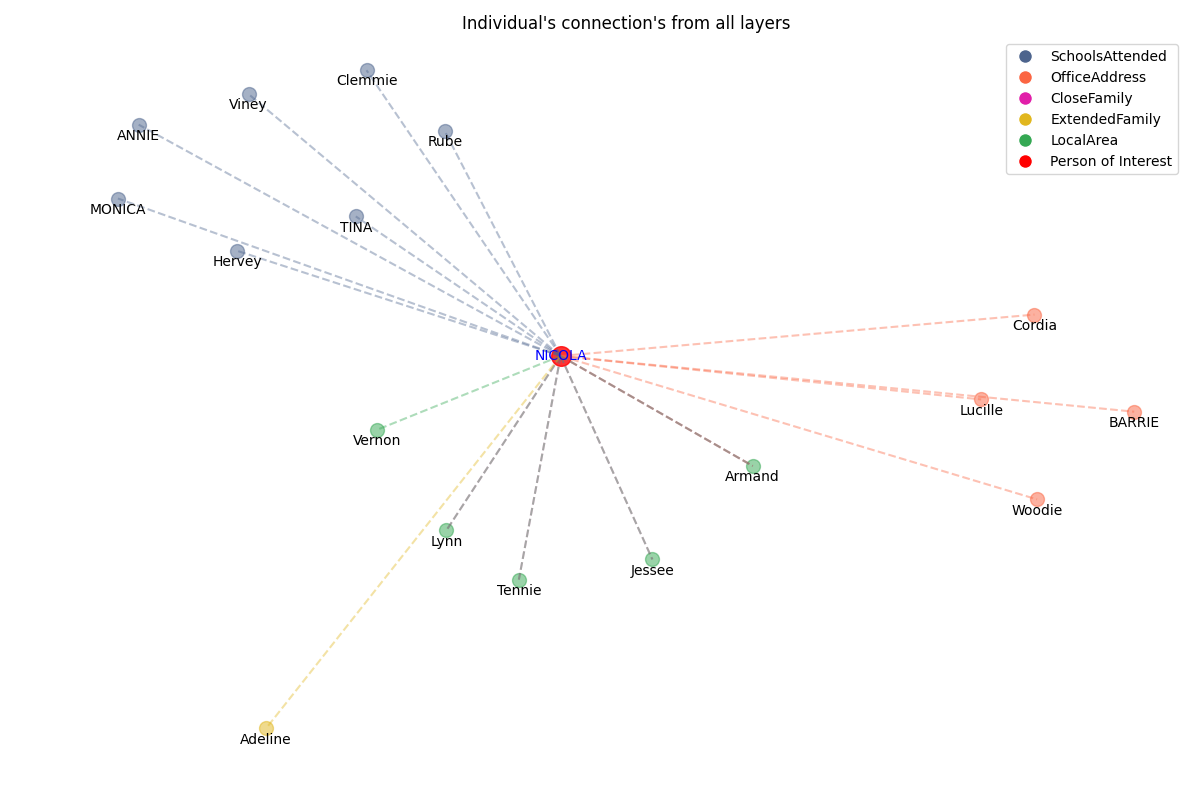 Individual's connection's from all layers
SchoolsAttended
OfficeAddress
CloseFamily
ExtendedFamily
LocalArea
Person of Interest
Clemmie
Viney
ANNIE
Rube
MONICA
TINA
Hervey
Cordia
NICOLA
Lucille
BARRIE
Vernon
Armand
Woodie
Lynn
Jessee
Tennie
Adeline